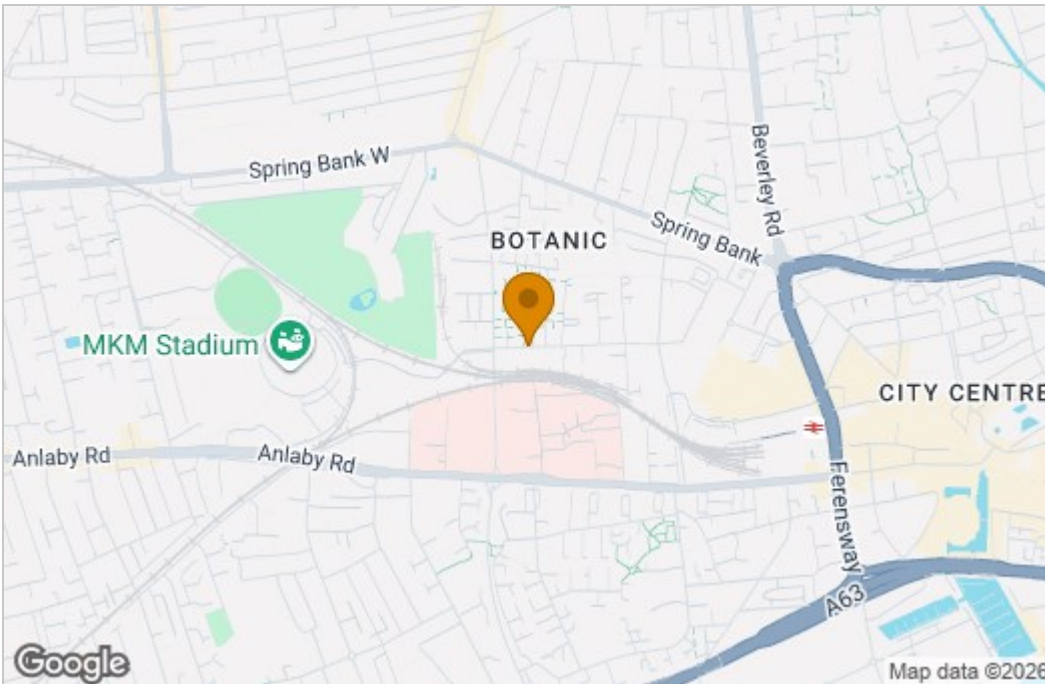 Spring Bank W
Beverley Rd
Spring Bank
BOTANIC
MKM Stadium
CITY CENTRE
Anlaby Rd
Anlaby Rd
Ferensway
A63
Google
Map data ©2026